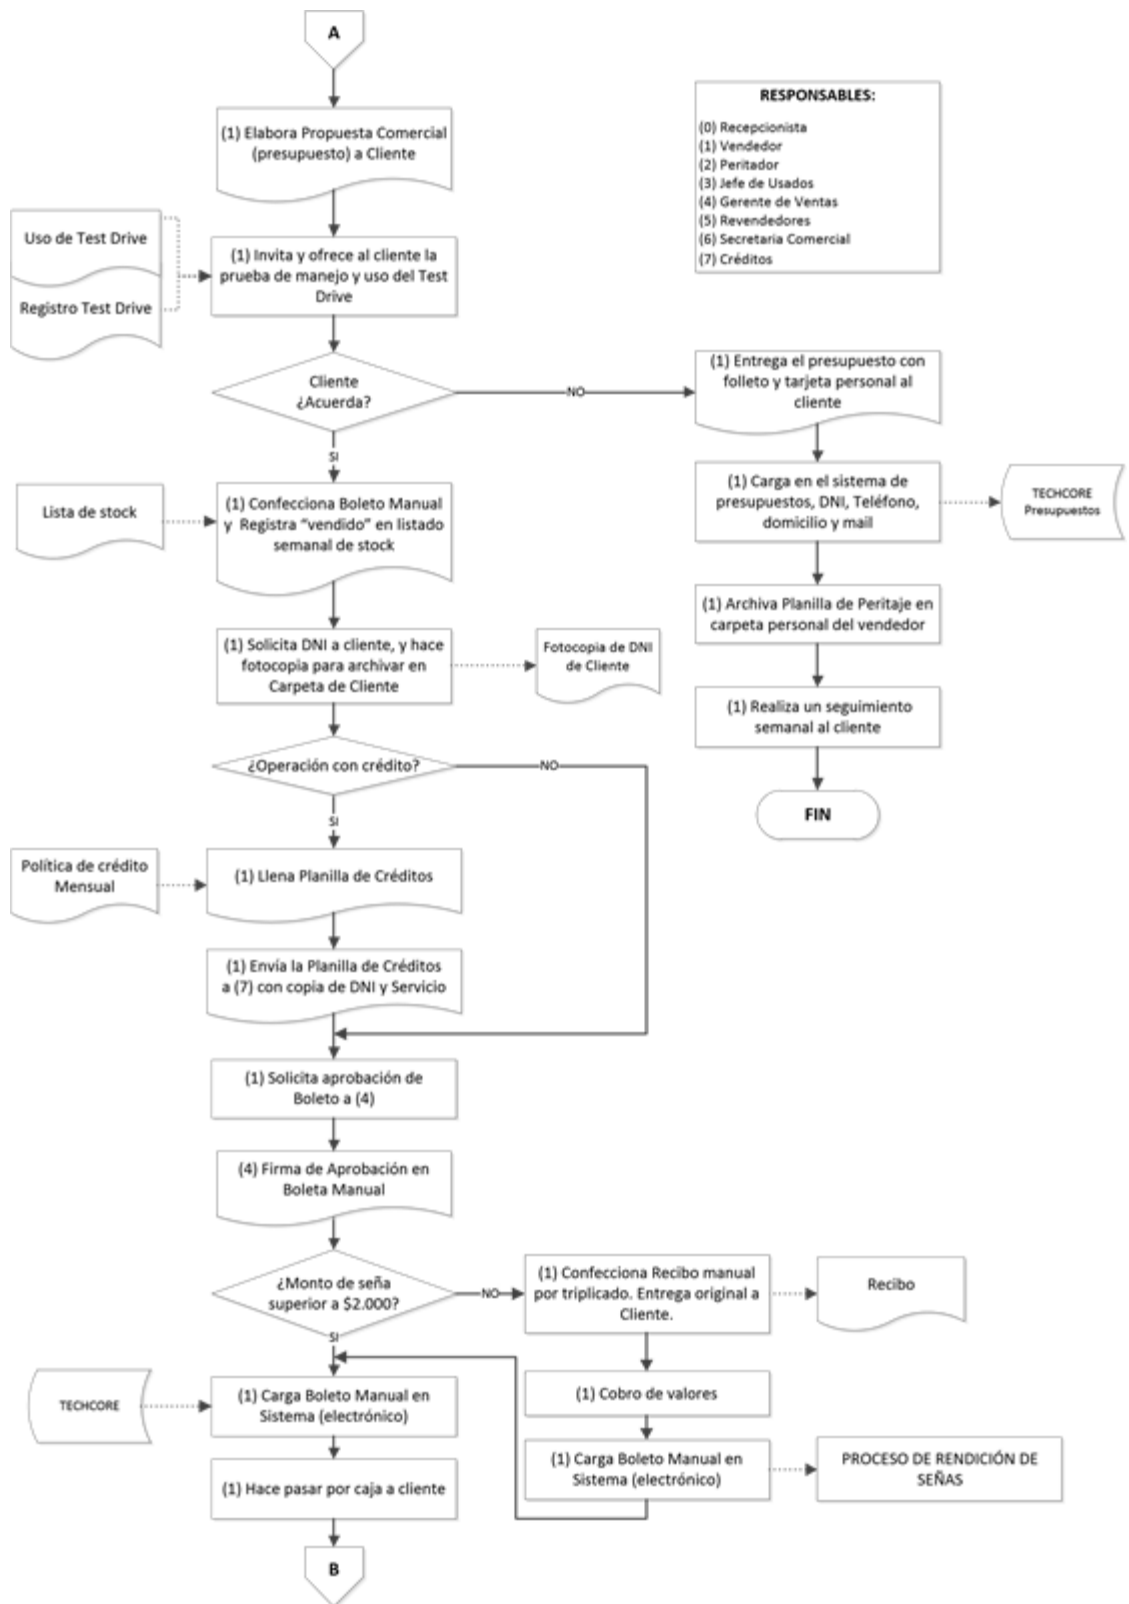 A
(1) Elabora Propuesta Comercial
(presupuesto) a Cliente
RESPONSABLES:
(0) Recepcionista
(1) Vendedor
(2) Peritador
(3) Jefe de Usados
(4) Gerente de Ventas
(5) Revendedores
(6) Secretaria Comercial
(7) Créditos
Uso de Test Drive
Registro Test Drive
(1) Invita y ofrece al cliente la
prueba de manejo y uso del Test
Drive
Cliente
¿Acuerda?
NO
(1) Entrega el presupuesto con
folleto y tarjeta personal al
cliente
SI
Lista de stock
(1) Confecciona Boleto Manual
y Registra "vendido" en listado
semanal de stock
(1) Carga en el sistema de
presupuestos, DNI, Teléfono,
domicilio y mail
TECHCORE
Presupuestos
(1) Archiva Planilla de Peritaje en
carpeta personal del vendedor
(1) Solicita DNI a cliente, y hace
fotocopia para archivar en
Carpeta de Cliente
Fotocopia de DNI
de Cliente
(1) Realiza un seguimiento
semanal al cliente
¿Operación con crédito?
NO
FIN
SI
Política de crédito
Mensual
(1) Llena Planilla de Créditos
(1) Envía la Planilla de Créditos
a (7) con copia de DNI y Servicio
(1) Solicita aprobación de
Boleto a (4)
(4) Firma de Aprobación en
Boleta Manual
¿Monto de seña
superior a $2.000?
NO
(1) Confecciona Recibo manual
por triplicado. Entrega original a
Cliente.
Recibo
SI
TECHCORE
(1) Carga Boleto Manual en
Sistema (electrónico)
(1) Cobro de valores
(1) Carga Boleto Manual en
Sistema (electrónico)
PROCESO DE RENDICIÓN DE
SEÑAS
(1) Hace pasar por caja a cliente
B